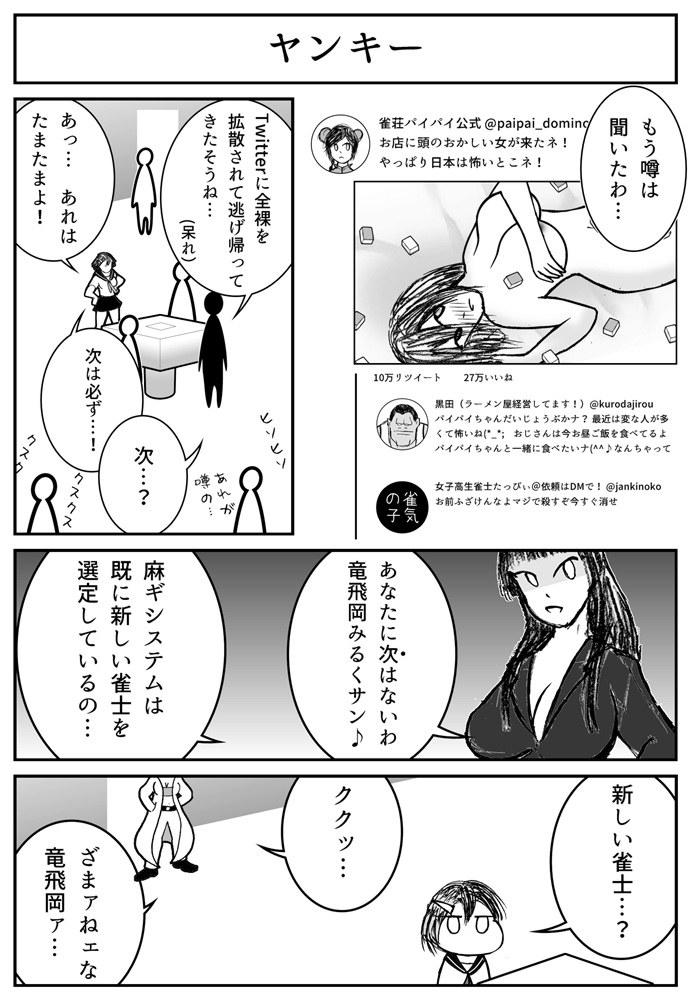 ヤンキー
もう噂は
聞いたわ…
雀荘パイパイ公式 @paipai_domino
お店に頭のおかしい女が来たネ！
やっぱり日本は怖いとこネ！
10万リツイート 27万いいね
黒田（ラーメン屋経営してます！）@kurodajirou
パイパイちゃんだいじょうぶかナ？ 最近は変な人が多
くて怖いね(*_*; おじさんは今お昼ご飯を食べてるよ
パイパイちゃんと一緒に食べたいナ(^^♪なんちゃって
雀気
の子
女子高生雀士たっぴぃ@依頼はDMで！ @jankinoko
お前ふざけんなよマジで殺すぞ今すぐ消せ
Twitterに全裸を
拡散されて逃げ帰って
きたそうね…
（呆れ）
あっ… あれは
たまたまよ！
次は必ず…！
次…？
ヒソヒソ
あれが
噂の…
クスクス
クスクス
あなたに次はないわ
竜飛岡みるくサン♪
麻ギシステムは
既に新しい雀士を
選定しているの…
新しい雀士…？
ククッ…
ざまァねェな
竜飛岡ァ…